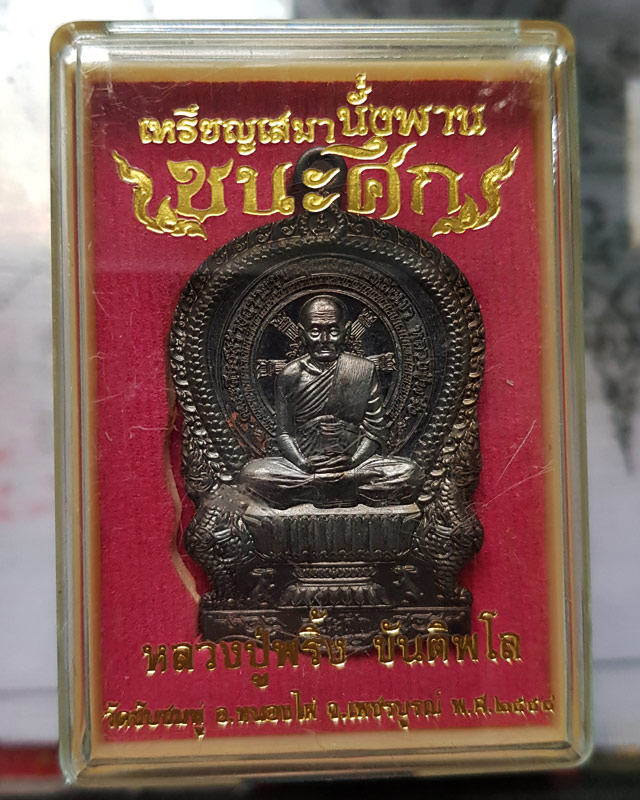 เหรียญเสมานั่งพาน
ชนะศึก
หลวงปู่พริ้ง ขันติพโล
วัดซับชมพู่ อ.หนองไผ่ จ.เพชรบูรณ์ พ.ศ.๒๕๕๔